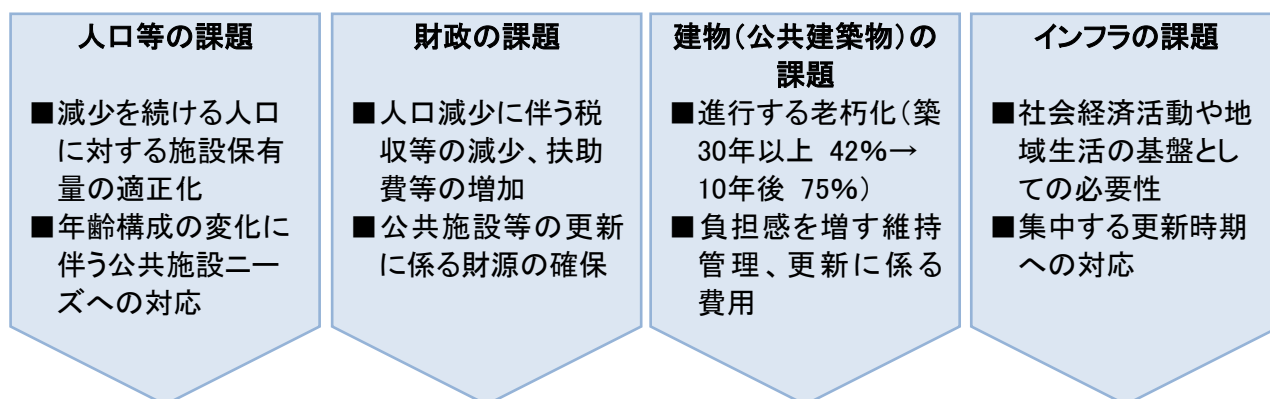 人口等の課題
■減少を続ける人口
に対する施設保有
量の適正化
■年齢構成の変化に
伴う公共施設ニー
ズへの対応
財政の課題
■人口減少に伴う税
収等の減少、扶助
費等の増加
■公共施設等の更新
に係る財源の確保
建物(公共建築物)の
課題
■進行する老朽化(築
30年以上 42%→
10年後 75%)
■負担感を増す維持
管理、更新に係る
費用
インフラの課題
■社会経済活動や地
域生活の基盤とし
ての必要性
■集中する更新時期
への対応